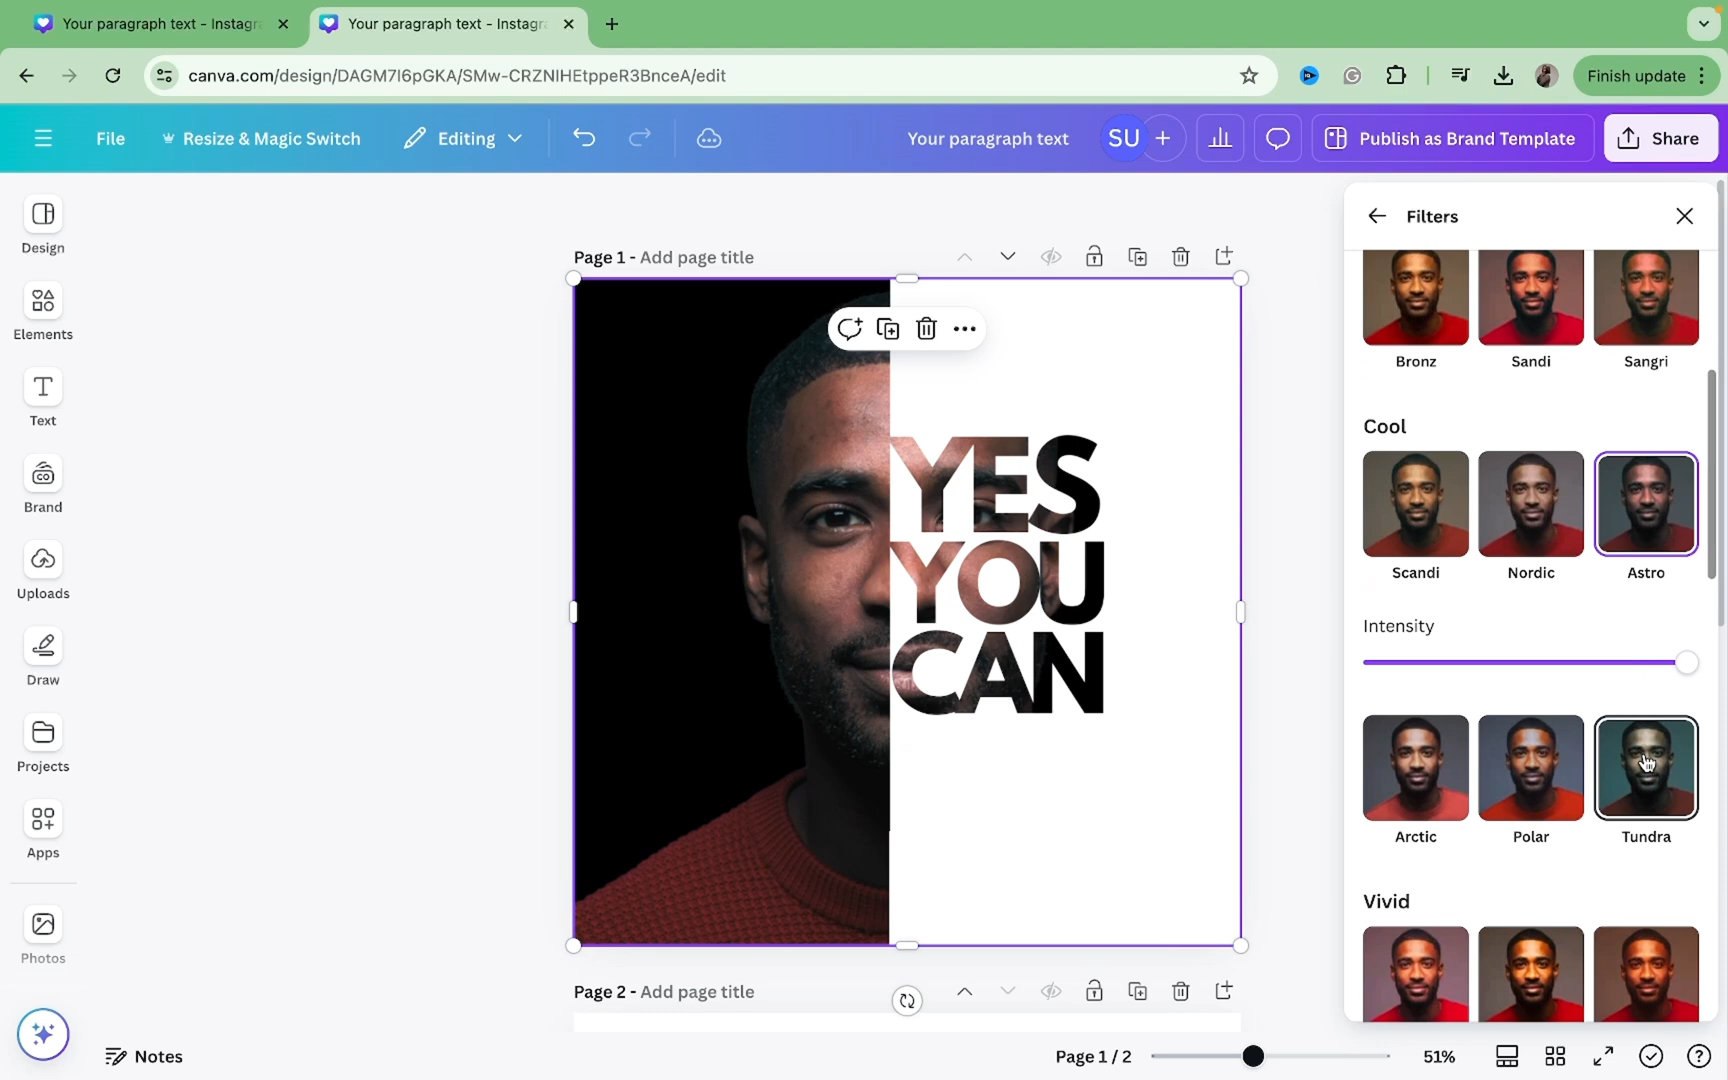 Your paragraph text - Instagra
Your paragraph text - Instagra
canva.com/design/DAGM7I6pGKA/SMw-CRZNIHEtppeR3BnceA/edit
Finish update
File
Resize & Magic Switch
Editing
Your paragraph text
SU
Publish as Brand Template
Share
Design
Elements
Text
Brand
Uploads
Draw
Projects
Apps
Photos
Page 1 - Add page title
YES
YOU
CAN
Page 2 - Add page title
Filters
Bronz
Sandi
Sangri
Cool
Scandi
Nordic
Astro
Intensity
Arctic
Polar
Tundra
Vivid
Notes
Page 1 / 2
51%